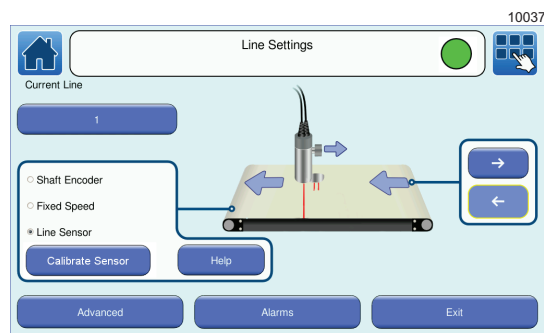 10037
Line Settings
Current Line
1
Shaft Encoder
Fixed Speed
Line Sensor
Calibrate Sensor
Help
→
←
Advanced
Alarms
Exit